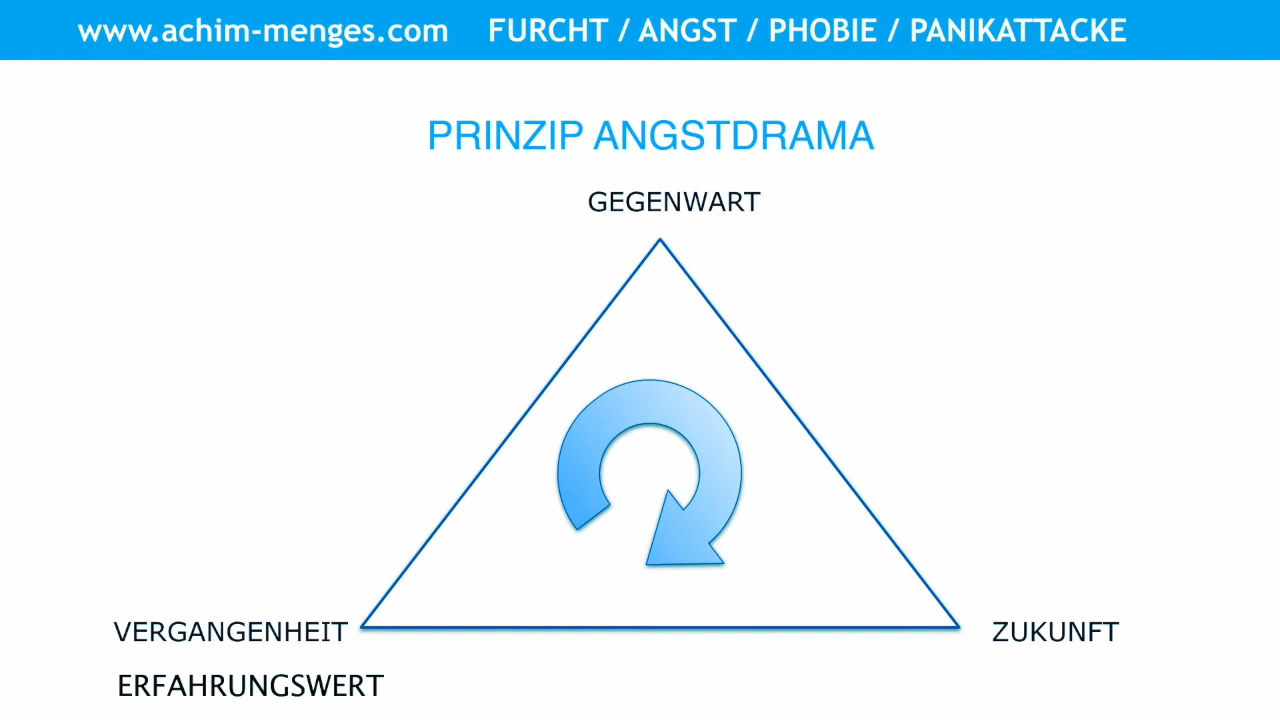 www.achim-menges.com FURCHT / ANGST / PHOBIE / PANIKATTACKE
PRINZIP ANGSTDRAMA
GEGENWART
VERGANGENHEIT
ZUKUNFT
ERFAHRUNGSWERT